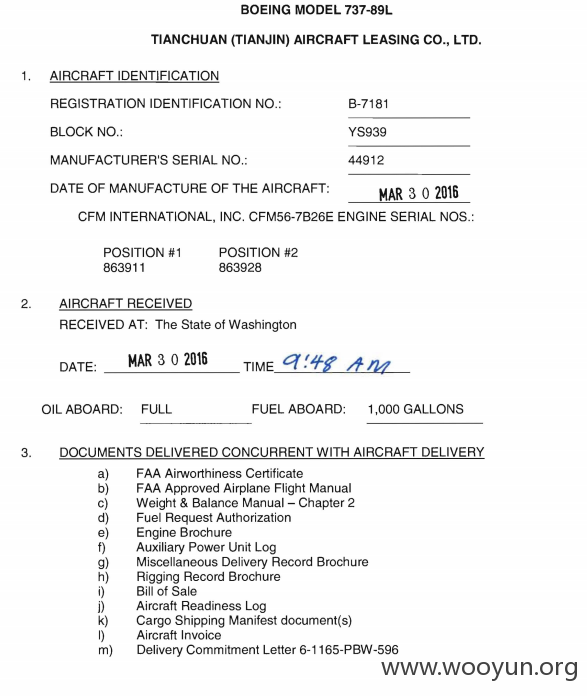 BOEING MODEL 737-89L
TIANCHUAN (TIANJIN) AIRCRAFT LEASING CO., LTD.
1. AIRCRAFT IDENTIFICATION
REGISTRATION IDENTIFICATION NO.: B-7181
BLOCK NO.: YS939
MANUFACTURER'S SERIAL NO.: 44912
DATE OF MANUFACTURE OF THE AIRCRAFT: MAR 30 2016
CFM INTERNATIONAL, INC. CFM56-7B26E ENGINE SERIAL NOS.:
POSITION #1 POSITION #2
863911 863928
2. AIRCRAFT RECEIVED
RECEIVED AT: The State of Washington
DATE: MAR 30 2016 TIME 9:48 AM
OIL ABOARD: FULL FUEL ABOARD: 1,000 GALLONS
3. DOCUMENTS DELIVERED CONCURRENT WITH AIRCRAFT DELIVERY
a) FAA Airworthiness Certificate
b) FAA Approved Airplane Flight Manual
c) Weight & Balance Manual – Chapter 2
d) Fuel Request Authorization
e) Engine Brochure
f) Auxiliary Power Unit Log
g) Miscellaneous Delivery Record Brochure
h) Rigging Record Brochure
i) Bill of Sale
j) Aircraft Readiness Log
k) Cargo Shipping Manifest document(s)
l) Aircraft Invoice
m) Delivery Commitment Letter 6-1165-PBW-596
www.wooyun.org